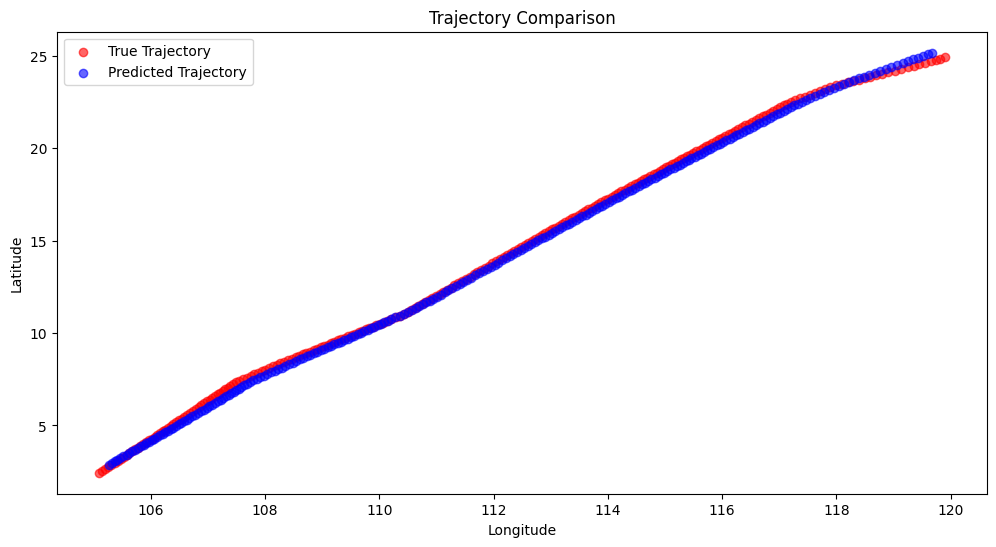 Trajectory Comparison
True Trajectory
Predicted Trajectory
25
20
15
10
5
Latitude
106 108 110 112 114 116 118 120
Longitude